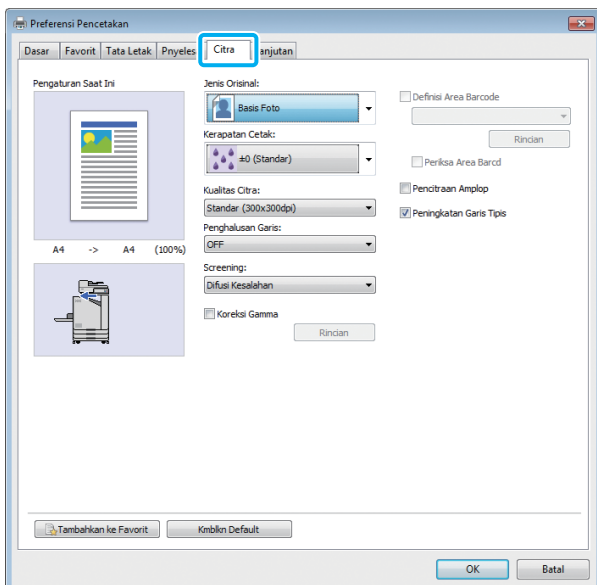 Preferensi Pencetakan
Dasar Favorit Tata Letak Pnyeles Citra anjutan
Pengaturan Saat Ini
A4 -> A4 (100%)
Jenis Orisinal:
Basis Foto
Kerapatan Cetak:
±0 (Standar)
Kualitas Citra:
Standar (300x300dpi)
Penghalusan Garis:
OFF
Screening:
Difusi Kesalahan
Koreksi Gamma
Rincian
Definisi Area Barcode
Rincian
Periksa Area Barcd
Pencitraan Amplop
Peningkatan Garis Tipis
Tambahkan ke Favorit Kmblkn Default
OK Batal